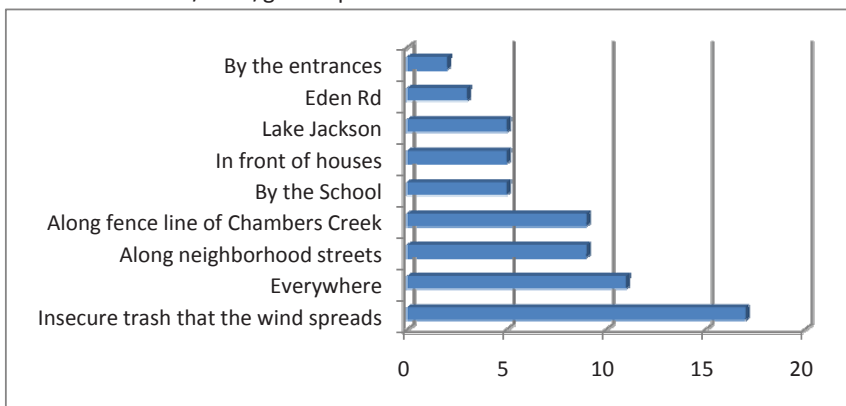 By the entrances
Eden Rd
Lake Jackson
In front of houses
By the School
Along fence line of Chambers Creek
Along neighborhood streets
Everywhere
Insecure trash that the wind spreads
0 5 10 15 20